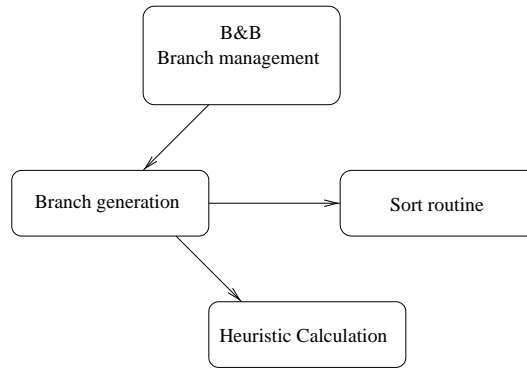 B&B
Branch management
Branch generation
Sort routine
Heuristic Calculation